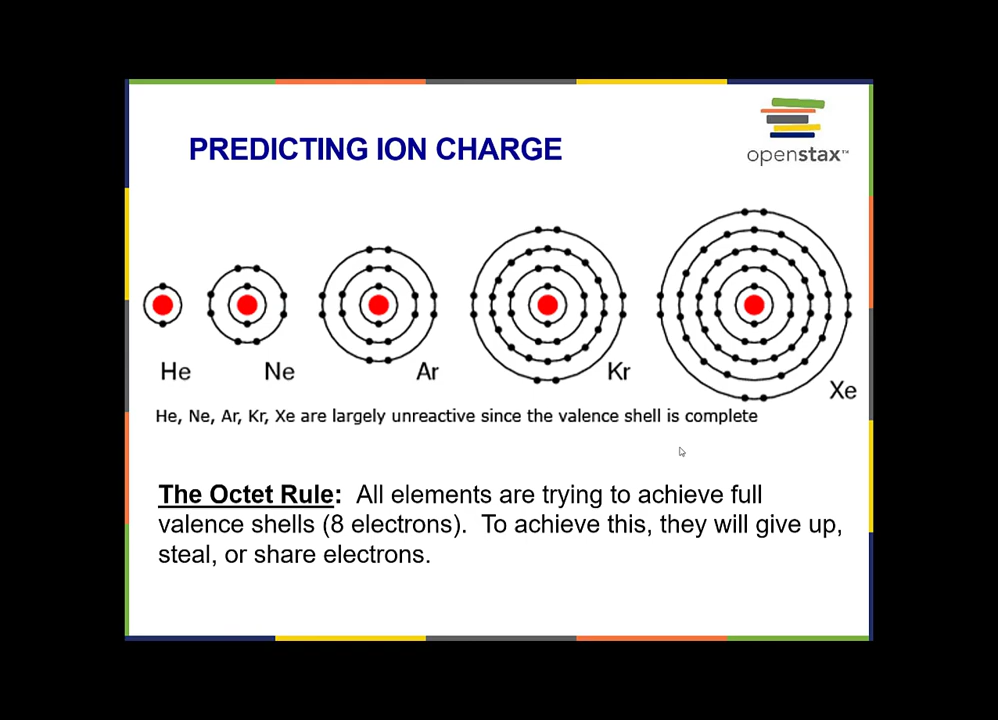 PREDICTING ION CHARGE
openstax™
He
Ne
Ar
Kr
Xe
He, Ne, Ar, Kr, Xe are largely unreactive since the valence shell is complete
The Octet Rule: All elements are trying to achieve full
valence shells (8 electrons). To achieve this, they will give up,
steal, or share electrons.